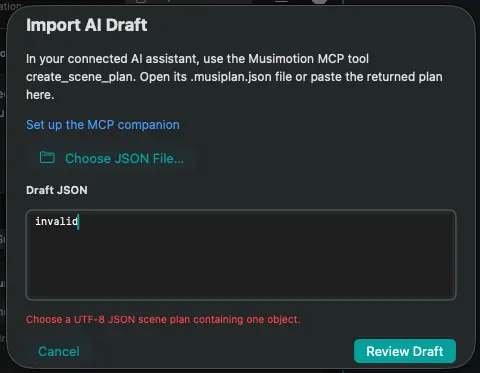 Import AI Draft
In your connected AI assistant, use the Musimotion MCP tool
create_scene_plan. Open its .musiplan.json file or paste the returned plan
here.
Set up the MCP companion
Choose JSON File...
Draft JSON
invalid
Choose a UTF-8 JSON scene plan containing one object.
Cancel
Review Draft